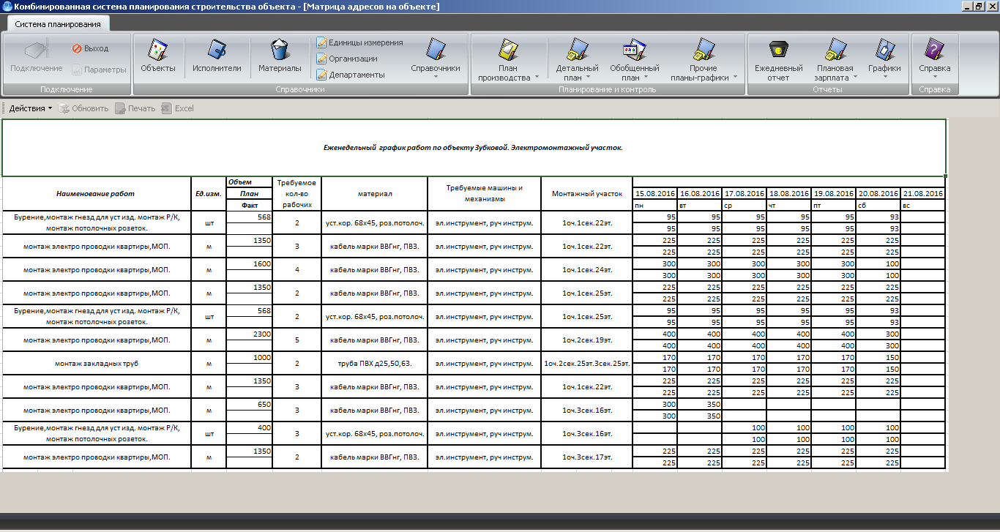 Комбинированная система планирования строительства объекта - [Матрица адресов на объекте]
Система планирования
Подключение Выход Параметры Объекты Исполнители Материалы Единицы измерения Организации Департаменты Справочники План производства Детальный план Обобщенный план Прочие планы-графики Ежедневный отчет Плановая зарплата Графики Справка
Подключение Справочники Планирование и контроль Отчеты Справка
Действия Обновить Печать Excel
Еженедельный график работ по объекту Зубковой. Электромонтажный участок.
Наименование работ Ед.изм. Объем План Факт Требуемое кол-во рабочих материал Требуемые машины и механизмы Монтажный участок 15.08.2016 16.08.2016 17.08.2016 18.08.2016 19.08.2016 20.08.2016 21.08.2016
пн вт ср чт пт сб вс
Бурение,монтаж гнезд для уст изд. монтаж Р/К, монтаж потолочных розеток. шт 568 2 уст.кор. 68х45, роз.потолоч. эл.инструмент, руч инструм. 1оч.1сек.22эт. 95 95 95 95 95 93
95 95 95 95 95 93
монтаж электро проводки квартиры,МОП. м 1350 3 кабель марки ВВГнг, ПВ3. эл.инструмент, руч инструм. 1оч.1сек.22эт. 225 225 225 225 225 225
225 225 225 225 225 225
монтаж электро проводки квартиры,МОП. м 1600 4 кабель марки ВВГнг, ПВ3. эл.инструмент, руч инструм. 1оч.1сек.24эт. 300 300 300 300 300 100
300 300 300 300 300 100
монтаж электро проводки квартиры,МОП. м 1350 2 кабель марки ВВГнг, ПВ3. эл.инструмент, руч инструм. 1оч.1сек.25эт. 225 225 225 225 225 225
225 225 225 225 225 225
Бурение,монтаж гнезд для уст изд. монтаж Р/К, монтаж потолочных розеток. шт 568 2 уст.кор. 68х45, роз.потолоч. эл.инструмент, руч инструм. 1оч.1сек.25эт. 95 95 95 95 95 93
95 95 95 95 95 93
монтаж электро проводки квартиры,МОП. м 2300 5 кабель марки ВВГнг, ПВ3. эл.инструмент, руч инструм. 1оч.2сек.19эт. 400 400 400 400 400 300
400 400 400 400 400 300
монтаж закладных труб м 1000 2 труба ПВХ д25,50,63. эл.инструмент, руч инструм. 1оч.2сек.25эт.3сек.25эт. 170 170 170 170 170 150
170 170 170 170 170 150
монтаж электро проводки квартиры,МОП. м 1350 3 кабель марки ВВГнг, ПВ3. эл.инструмент, руч инструм. 1оч.1сек.22эт. 225 225 225 225 225 225
225 225 225 225 225 225
монтаж электро проводки квартиры,МОП. м 650 3 кабель марки ВВГнг, ПВ3. эл.инструмент, руч инструм. 1оч.3сек.16эт. 300 350
300 350
Бурение,монтаж гнезд для уст изд. монтаж Р/К, монтаж потолочных розеток. шт 400 3 уст.кор. 68х45, роз.потолоч. эл.инструмент, руч инструм. 1оч.3сек.16эт. 100 100 100 100
100 100 100 100
монтаж электро проводки квартиры,МОП. м 1350 2 кабель марки ВВГнг, ПВ3. эл.инструмент, руч инструм. 1оч.3сек.17эт. 225 225 225 225 225 225
225 225 225 225 225 225